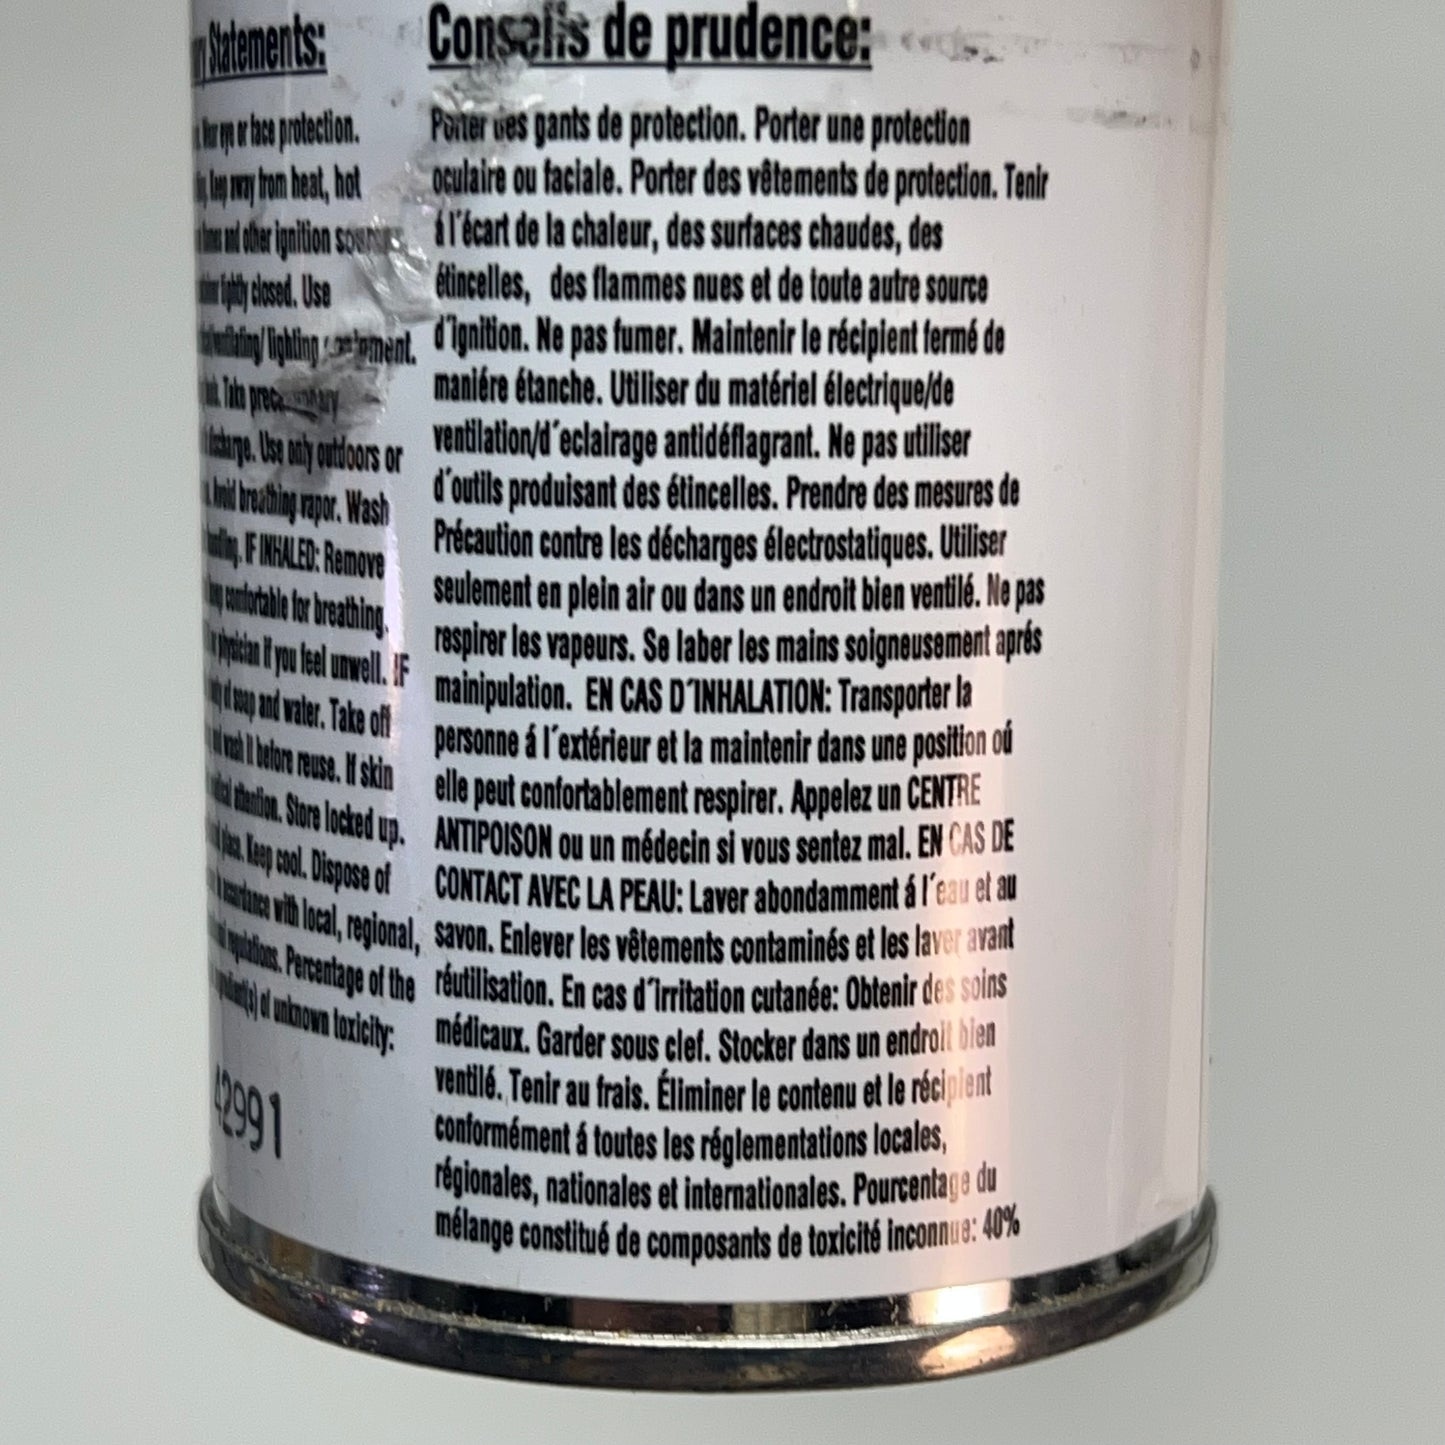 Statements:
eye or face protection.
away from heat, hot
and other ignition sources
tightly closed. Use
lighting equipment.
Take precautionary
discharge. Use only outdoors or
Avoid breathing vapor. Wash
IF INHALED: Remove
comfortable for breathing.
physician if you feel unwell. IF
of soap and water. Take off
and wash it before reuse. If skin
attention. Store locked up.
Keep cool. Dispose of
accordance with local, regional,
regulations. Percentage of the
of unknown toxicity:
42991
Conseils de prudence:
Porter des gants de protection. Porter une protection
oculaire ou faciale. Porter des vêtements de protection. Tenir
á l´écart de la chaleur, des surfaces chaudes, des
étincelles, des flammes nues et de toute autre source
d´ignition. Ne pas fumer. Maintenir le récipient fermé de
maniére étanche. Utiliser du matériel électrique/de
ventilation/d´eclairage antidéflagrant. Ne pas utiliser
d´outils produisant des étincelles. Prendre des mesures de
Précaution contre les décharges électrostatiques. Utiliser
seulement en plein air ou dans un endroit bien ventilé. Ne pas
respirer les vapeurs. Se laber les mains soigneusement aprés
mainipulation. EN CAS D´INHALATION: Transporter la
personne á l´extérieur et la maintenir dans une position oú
elle peut confortablement respirer. Appelez un CENTRE
ANTIPOISON ou un médecin si vous sentez mal. EN CAS DE
CONTACT AVEC LA PEAU: Laver abondamment á l´eau et au
savon. Enlever les vêtements contaminés et les laver avant
réutilisation. En cas d´irritation cutanée: Obtenir des soins
médicaux. Garder sous clef. Stocker dans un endroit bien
ventilé. Tenir au frais. Éliminer le contenu et le récipient
conformément á toutes les réglementations locales,
régionales, nationales et internationales. Pourcentage du
mélange constitué de composants de toxicité inconnue: 40%